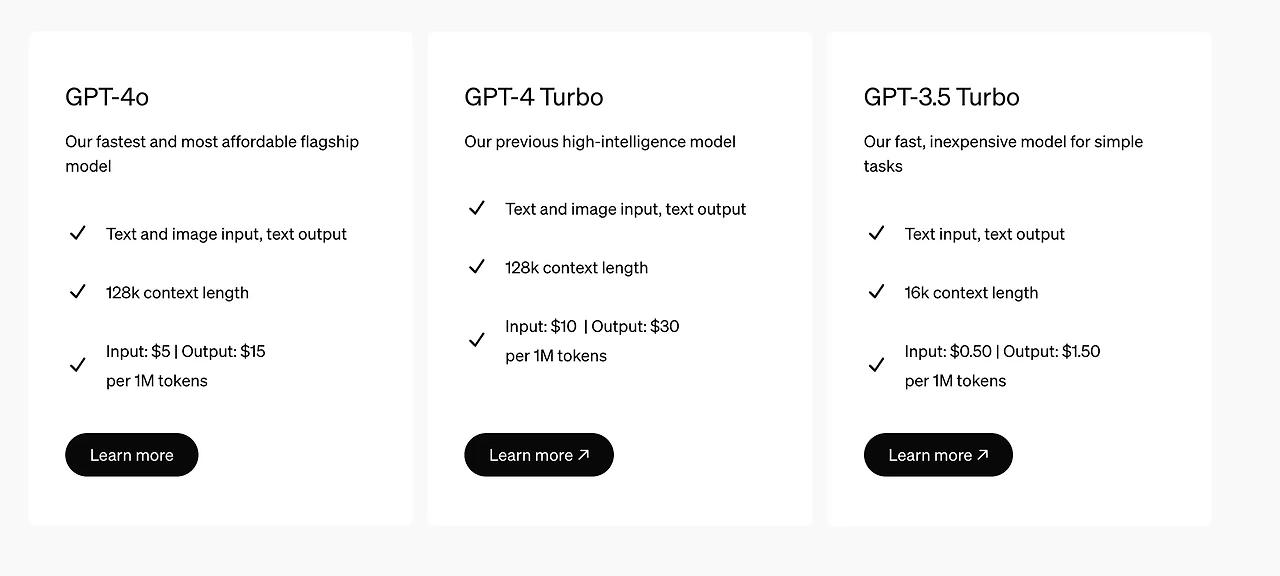 GPT-4o
Our fastest and most affordable flagship
model
Text and image input, text output
128k context length
Input: $5 | Output: $15
per 1M tokens
Learn more
GPT-4 Turbo
Our previous high-intelligence model
Text and image input, text output
128k context length
Input: $10 | Output: $30
per 1M tokens
Learn more ↗
GPT-3.5 Turbo
Our fast, inexpensive model for simple
tasks
Text input, text output
16k context length
Input: $0.50 | Output: $1.50
per 1M tokens
Learn more ↗